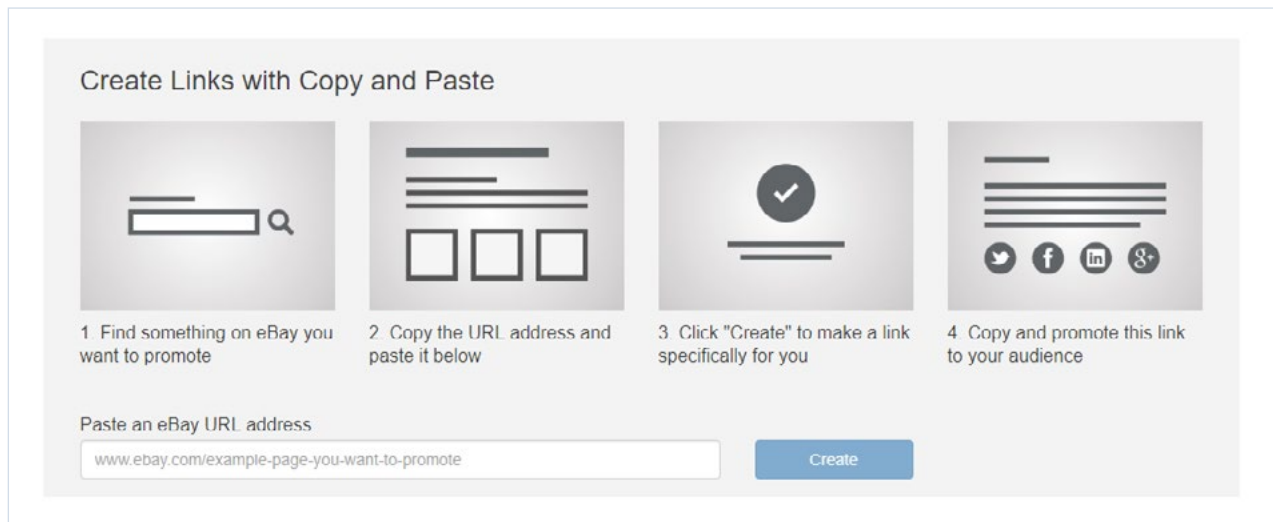 Create Links with Copy and Paste
1. Find something on eBay you
want to promote
2. Copy the URL address and
paste it below
3. Click "Create" to make a link
specifically for you
4. Copy and promote this link
to your audience
Paste an eBay URL address
www.ebay.com/example-page-you-want-to-promote
Create